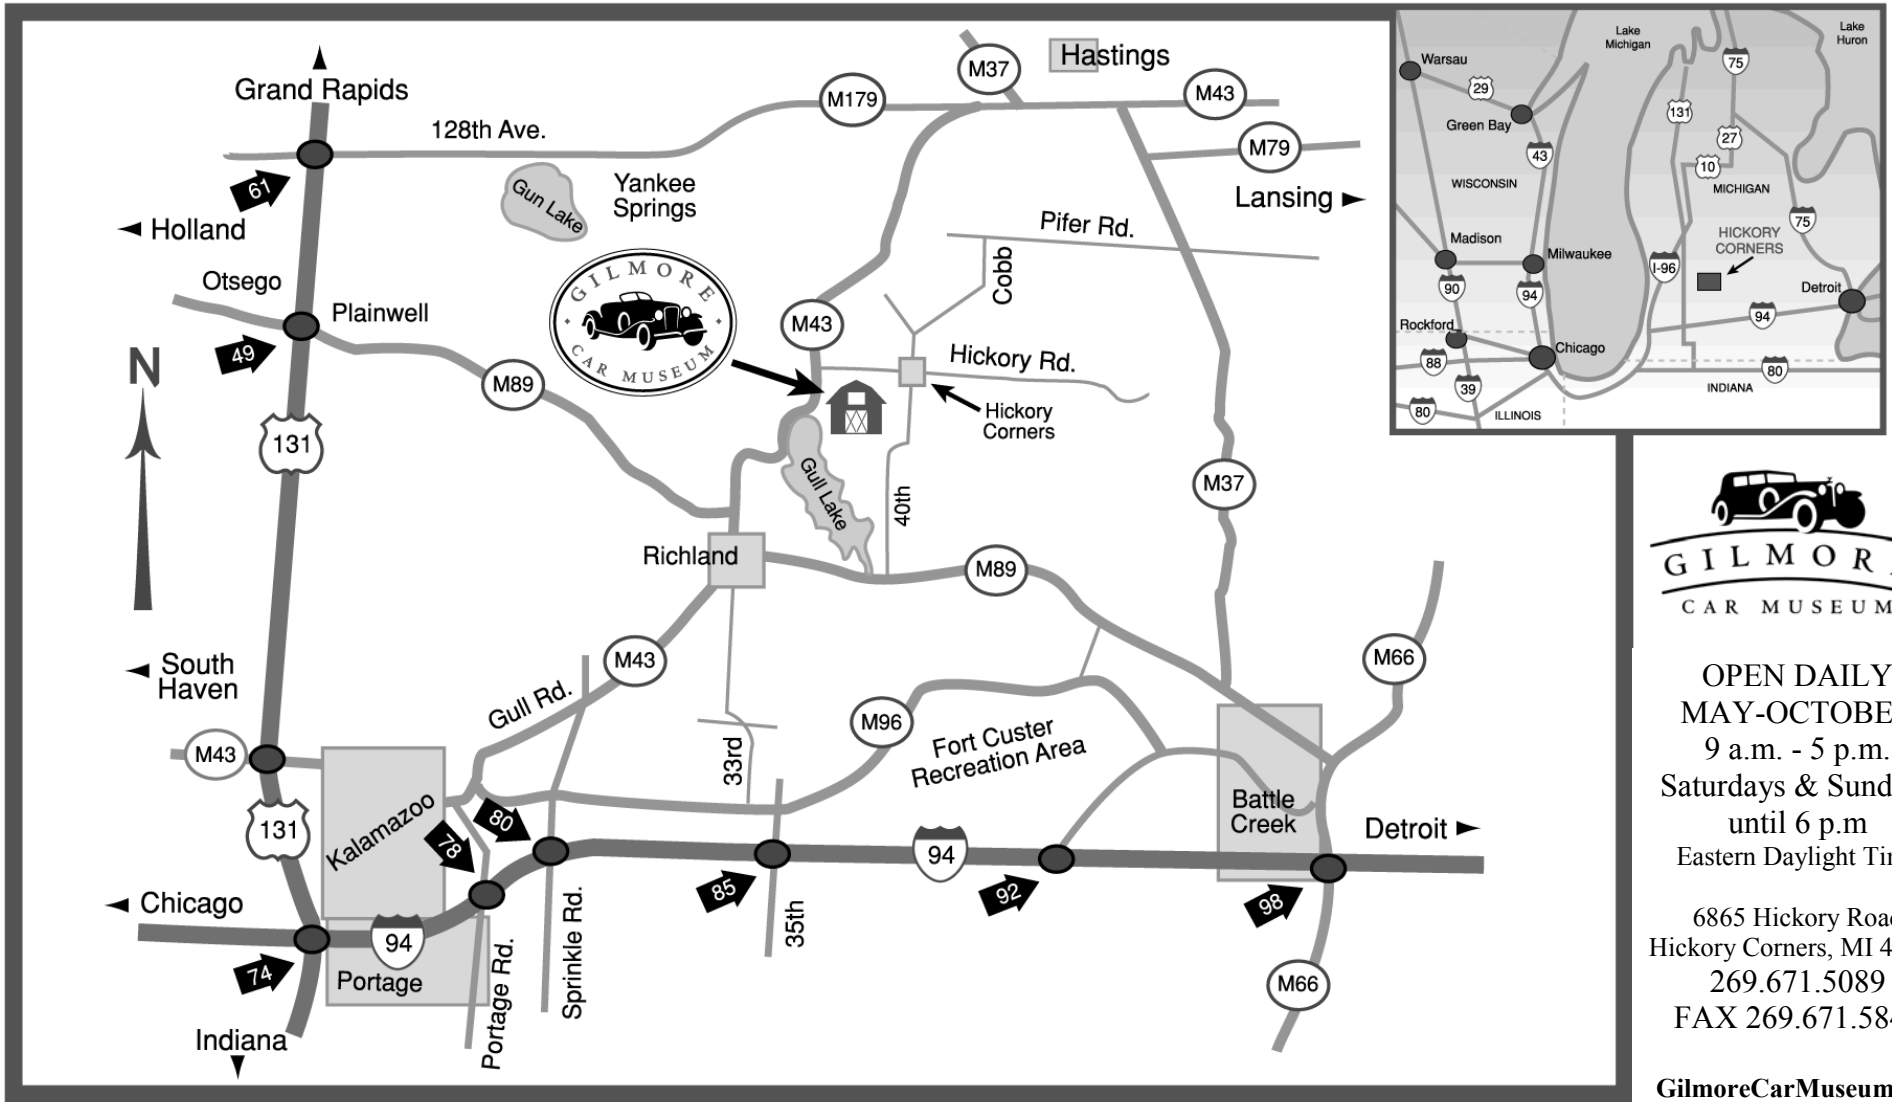 Grand Rapids
128th Ave.
M179
M37
Hastings
M43
M79
Lansing
61
Holland
Gun Lake
Yankee
Springs
Pifer Rd.
Cobb
Otsego
Plainwell
49
GILMORE
CAR MUSEUM
M43
Hickory Rd.
Hickory
Corners
N
M89
131
Gull Lake
40th
M37
Richland
M89
South
Haven
M43
M43
Gull Rd.
M66
M96
33rd
Fort Custer
Recreation Area
131
Kalamazoo
80
78
Battle
Creek
Detroit
94
85
92
98
Chicago
74
94
Portage
Portage Rd.
Sprinkle Rd.
35th
M66
Indiana
Lake
Michigan
Lake
Huron
Warsau
29
Green Bay
43
75
131
27
10
WISCONSIN
MICHIGAN
75
Madison
Milwaukee
HICKORY
CORNERS
I-96
90
94
Detroit
94
Rockford
Chicago
88
39
80
80
INDIANA
ILLINOIS
GILMOR
CAR MUSEUM
OPEN DAILY
MAY-OCTOBE
9 a.m. - 5 p.m.
Saturdays & Sund
until 6 p.m
Eastern Daylight Ti
6865 Hickory Roa
Hickory Corners, MI 4
269.671.5089
FAX 269.671.58
GilmoreCarMuseum